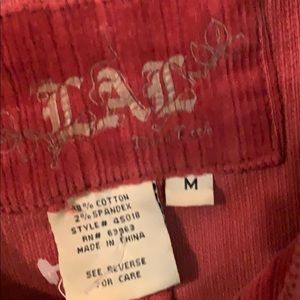 LAL
M
98% COTTON
2% SPANDEX
STYLE# 45018
RN# 63963
MADE IN CHINA
SEE REVERSE
FOR CARE